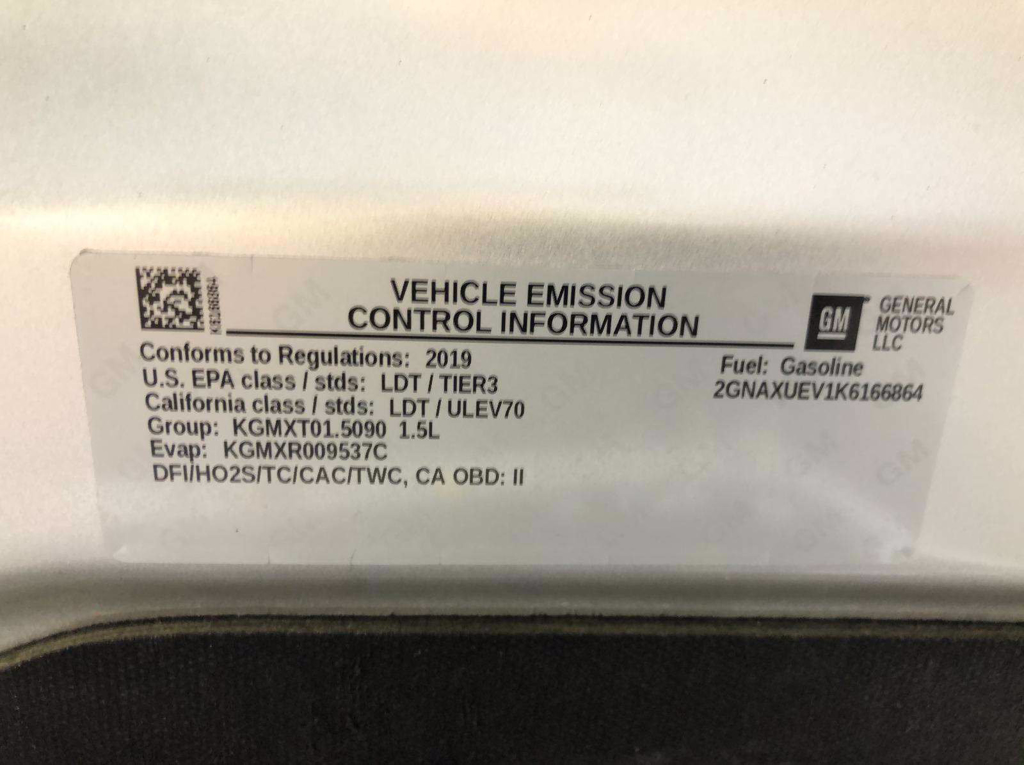 K6166864
VEHICLE EMISSION
CONTROL INFORMATION
GM
GENERAL
MOTORS
LLC
Conforms to Regulations: 2019
U.S. EPA class / stds: LDT / TIER3
California class / stds: LDT / ULEV70
Group: KGMXT01.5090 1.5L
Evap: KGMXR009537C
DFI/HO2S/TC/CAC/TWC, CA OBD: II
Fuel: Gasoline
2GNAXUEV1K6166864